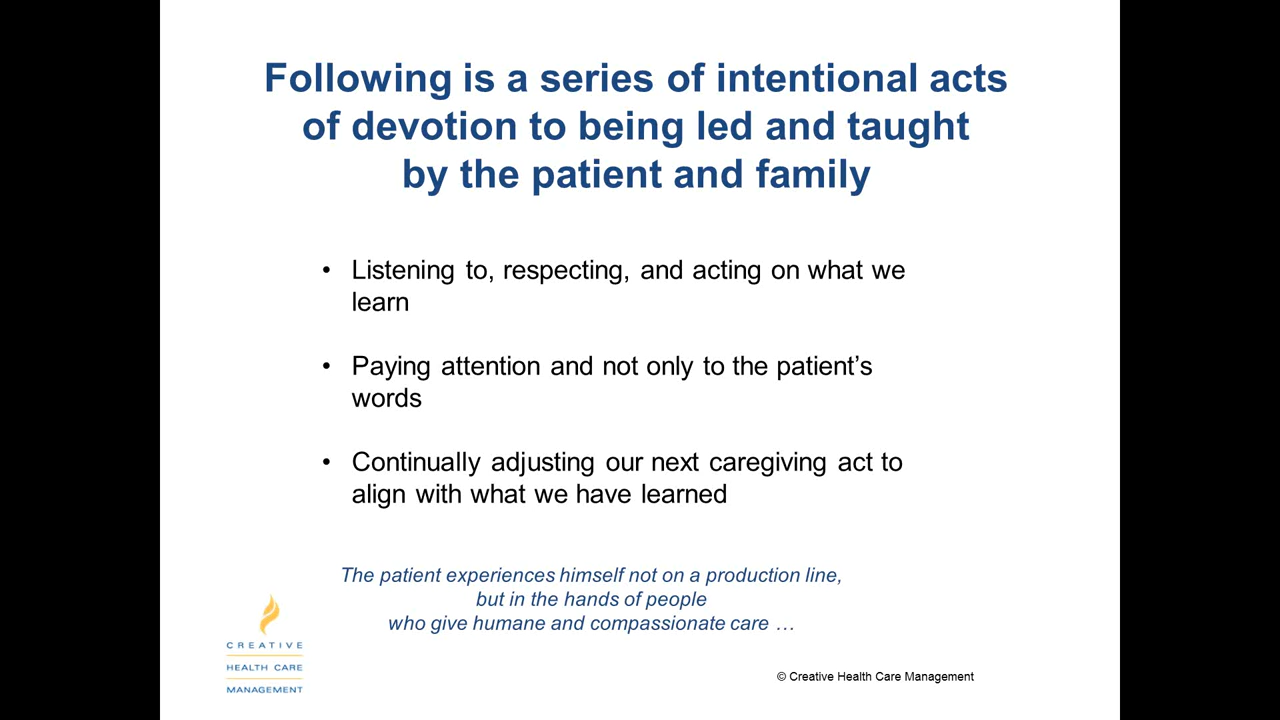 Following is a series of intentional acts
of devotion to being led and taught
by the patient and family
• Listening to, respecting, and acting on what we
learn
• Paying attention and not only to the patient’s
words
• Continually adjusting our next caregiving act to
align with what we have learned
The patient experiences himself not on a production line,
but in the hands of people
who give humane and compassionate care …
CREATIVE
HEALTH CARE
MANAGEMENT
© Creative Health Care Management